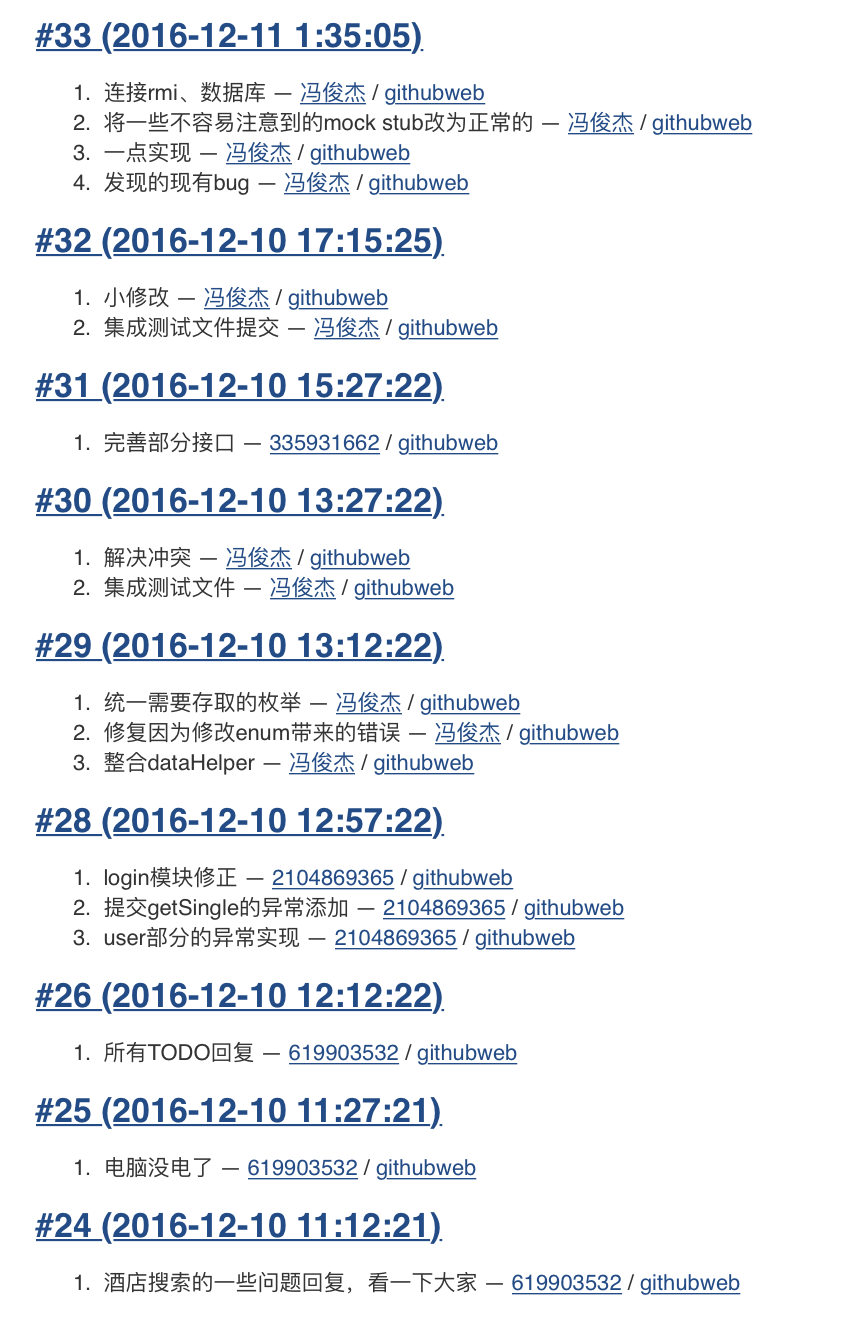 #33 (2016-12-11 1:35:05)
1. 连接rmi、数据库 — 冯俊杰 / githubweb
2. 将一些不容易注意到的mock stub改为正常的 — 冯俊杰 / githubweb
3. 一点实现 — 冯俊杰 / githubweb
4. 发现的现有bug — 冯俊杰 / githubweb
#32 (2016-12-10 17:15:25)
1. 小修改 — 冯俊杰 / githubweb
2. 集成测试文件提交 — 冯俊杰 / githubweb
#31 (2016-12-10 15:27:22)
1. 完善部分接口 — 335931662 / githubweb
#30 (2016-12-10 13:27:22)
1. 解决冲突 — 冯俊杰 / githubweb
2. 集成测试文件 — 冯俊杰 / githubweb
#29 (2016-12-10 13:12:22)
1. 统一需要存取的枚举 — 冯俊杰 / githubweb
2. 修复因为修改enum带来的错误 — 冯俊杰 / githubweb
3. 整合dataHelper — 冯俊杰 / githubweb
#28 (2016-12-10 12:57:22)
1. login模块修正 — 2104869365 / githubweb
2. 提交getSingle的异常添加 — 2104869365 / githubweb
3. user部分的异常实现 — 2104869365 / githubweb
#26 (2016-12-10 12:12:22)
1. 所有TODO回复 — 619903532 / githubweb
#25 (2016-12-10 11:27:21)
1. 电脑没电了 — 619903532 / githubweb
#24 (2016-12-10 11:12:21)
1. 酒店搜索的一些问题回复，看一下大家 — 619903532 / githubweb